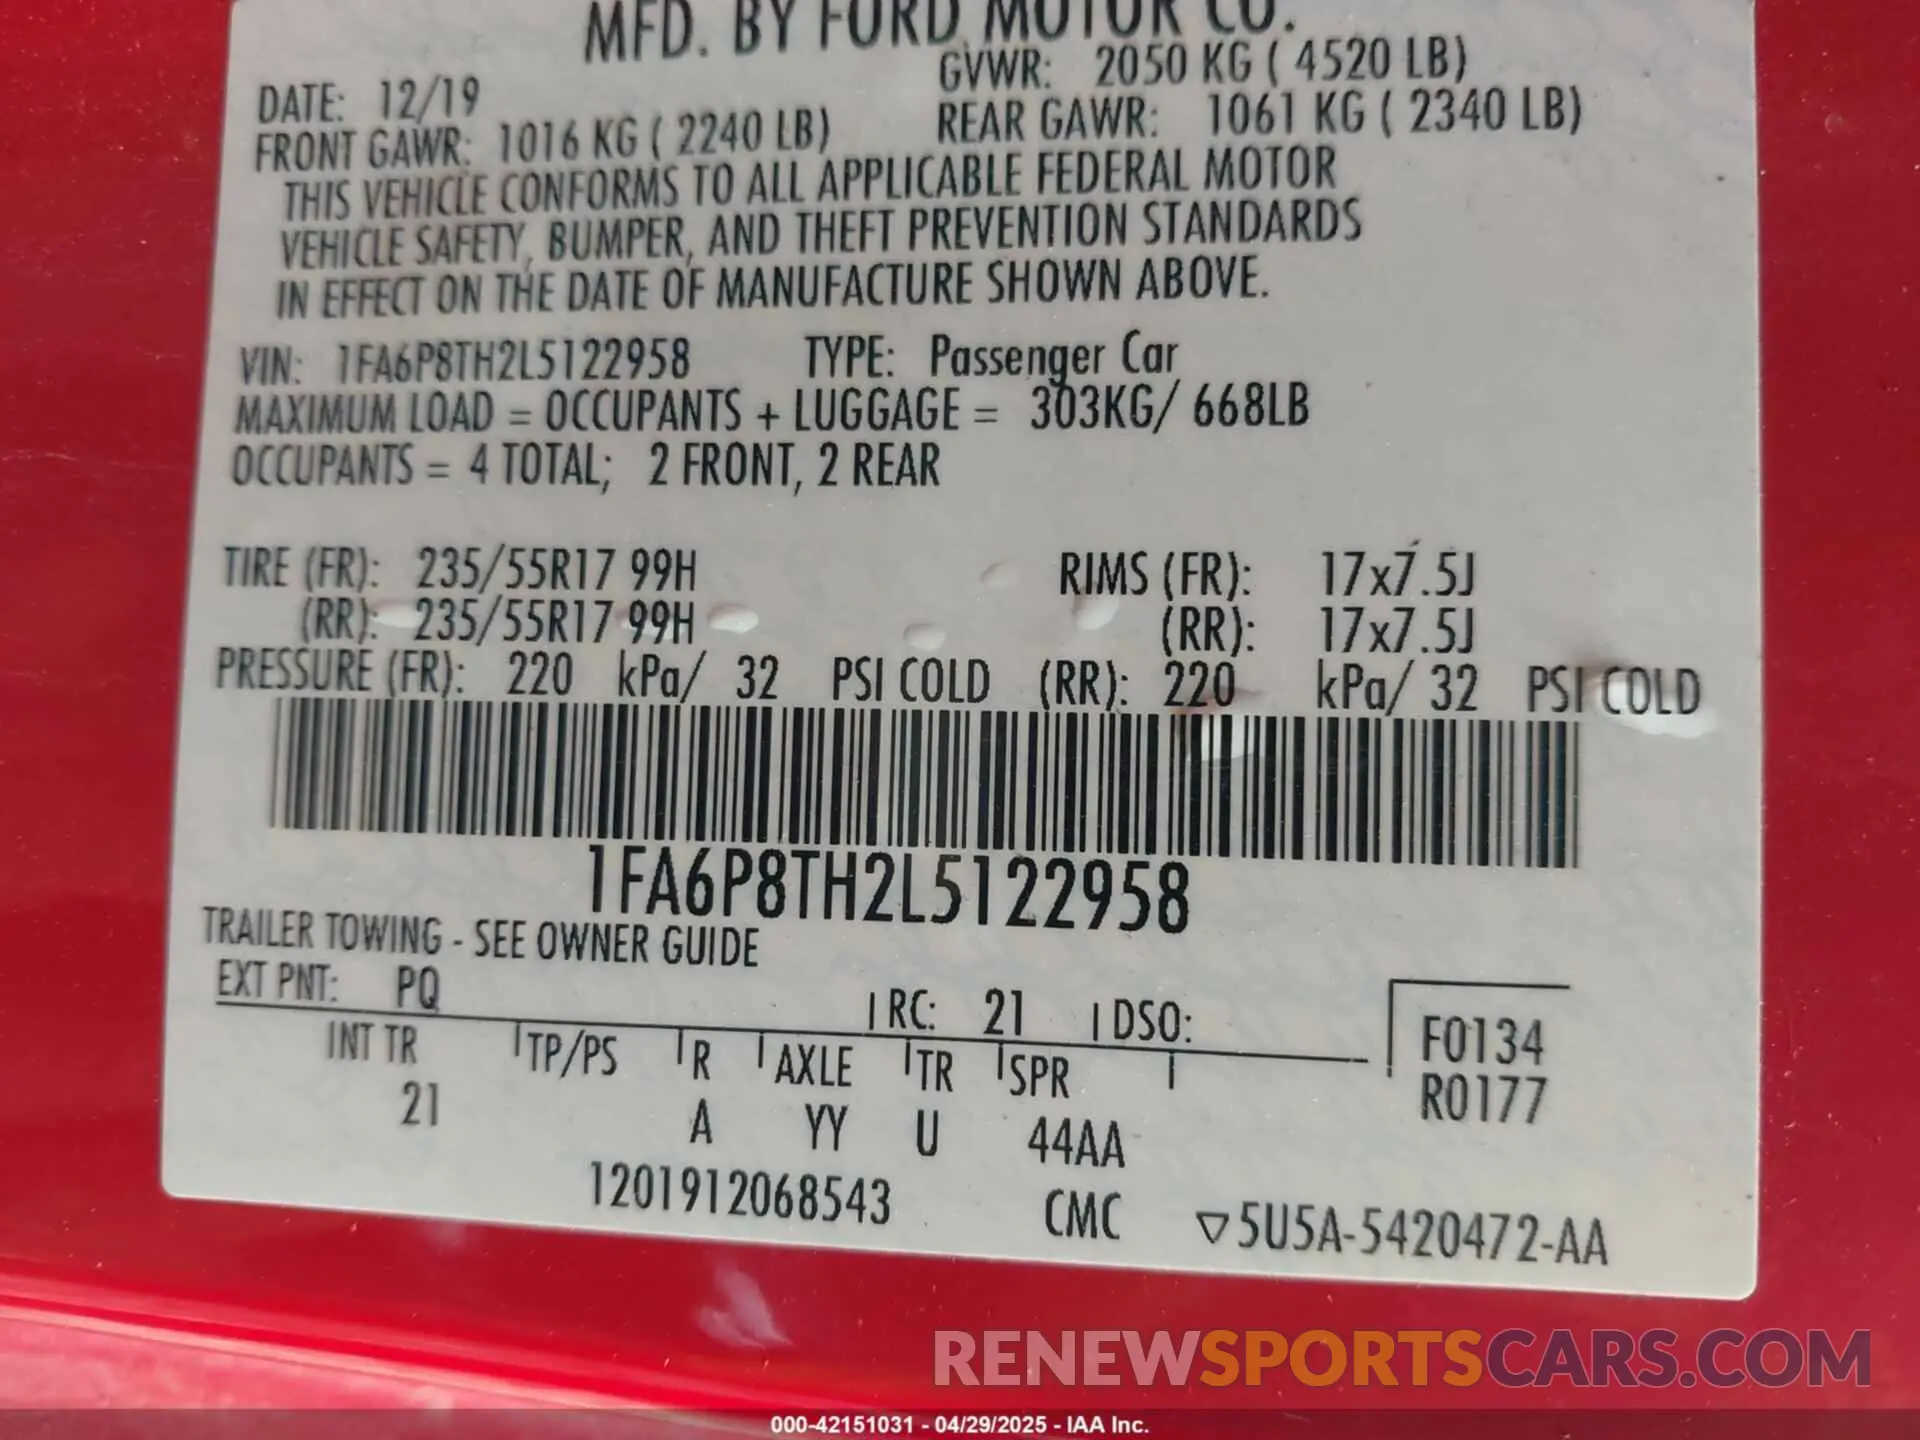 MFD. BY FORD MOTOR CO.
DATE: 12/19 GVWR: 2050 KG ( 4520 LB)
FRONT GAWR: 1016 KG ( 2240 LB) REAR GAWR: 1061 KG ( 2340 LB)
THIS VEHICLE CONFORMS TO ALL APPLICABLE FEDERAL MOTOR
VEHICLE SAFETY, BUMPER, AND THEFT PREVENTION STANDARDS
IN EFFECT ON THE DATE OF MANUFACTURE SHOWN ABOVE.
VIN: 1FA6P8TH2L5122958 TYPE: Passenger Car
MAXIMUM LOAD = OCCUPANTS + LUGGAGE = 303KG/ 668LB
OCCUPANTS = 4 TOTAL; 2 FRONT, 2 REAR
TIRE (FR): 235/55R17 99H RIMS (FR): 17x7.5J
(RR): 235/55R17 99H (RR): 17x7.5J
PRESSURE (FR): 220 kPa/ 32 PSI COLD (RR): 220 kPa/ 32 PSI COLD
1FA6P8TH2L5122958
TRAILER TOWING - SEE OWNER GUIDE
EXT PNT: PQ RC: 21 DSO: F0134
INT TR TP/PS R AXLE TR SPR R0177
21 A YY U 44AA
1201912068543 CMC ▽5U5A-5420472-AA
RENEWSPORTSCARS.COM
000-42151031 - 04/29/2025 - IAA Inc.